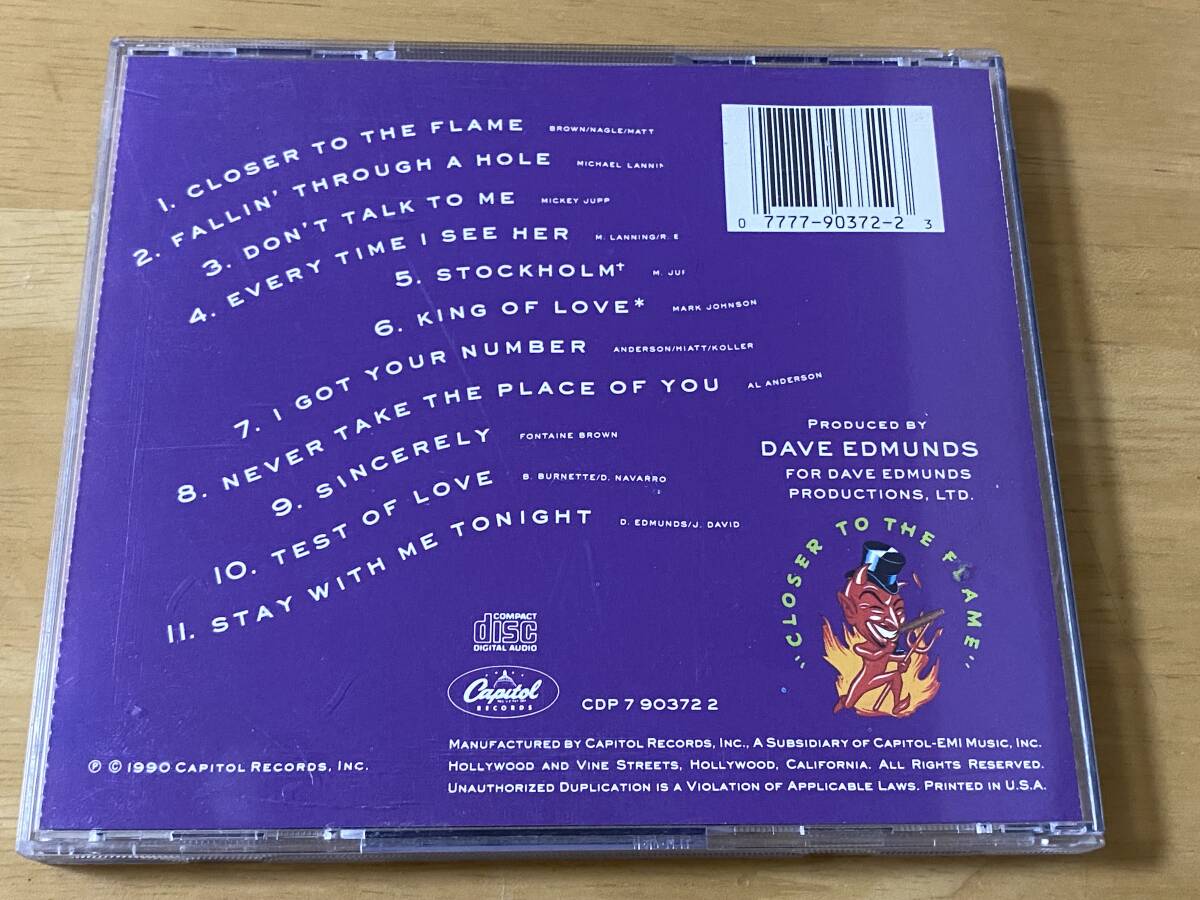 1. CLOSER TO THE FLAME BROWN/NAGLE/MATT
2. FALLIN' THROUGH A HOLE MICHAEL LANNIN
3. DON'T TALK TO ME MICKEY JUPP
4. EVERY TIME I SEE HER M. LANNING/R. E
5. STOCKHOLM† M. JUP
6. KING OF LOVE* MARK JOHNSON
7. I GOT YOUR NUMBER ANDERSON/HIATT/KOLLER
8. NEVER TAKE THE PLACE OF YOU AL ANDERSON
9. SINCERELY FONTAINE BROWN
10. TEST OF LOVE B. BURNETTE/D. NAVARRO
11. STAY WITH ME TONIGHT D. EDMUNDS/J. DAVID
0 7777-90372-2 3
PRODUCED BY
DAVE EDMUNDS
FOR DAVE EDMUNDS
PRODUCTIONS, LTD.
"CLOSER TO THE FLAME"
COMPACT
disc
DIGITAL AUDIO
Capitol
RECORDS
CDP 7 90372 2
℗ © 1990 CAPITOL RECORDS, INC.
MANUFACTURED BY CAPITOL RECORDS, INC., A SUBSIDIARY OF CAPITOL-EMI MUSIC, INC.
HOLLYWOOD AND VINE STREETS, HOLLYWOOD, CALIFORNIA. ALL RIGHTS RESERVED.
UNAUTHORIZED DUPLICATION IS A VIOLATION OF APPLICABLE LAWS. PRINTED IN U.S.A.